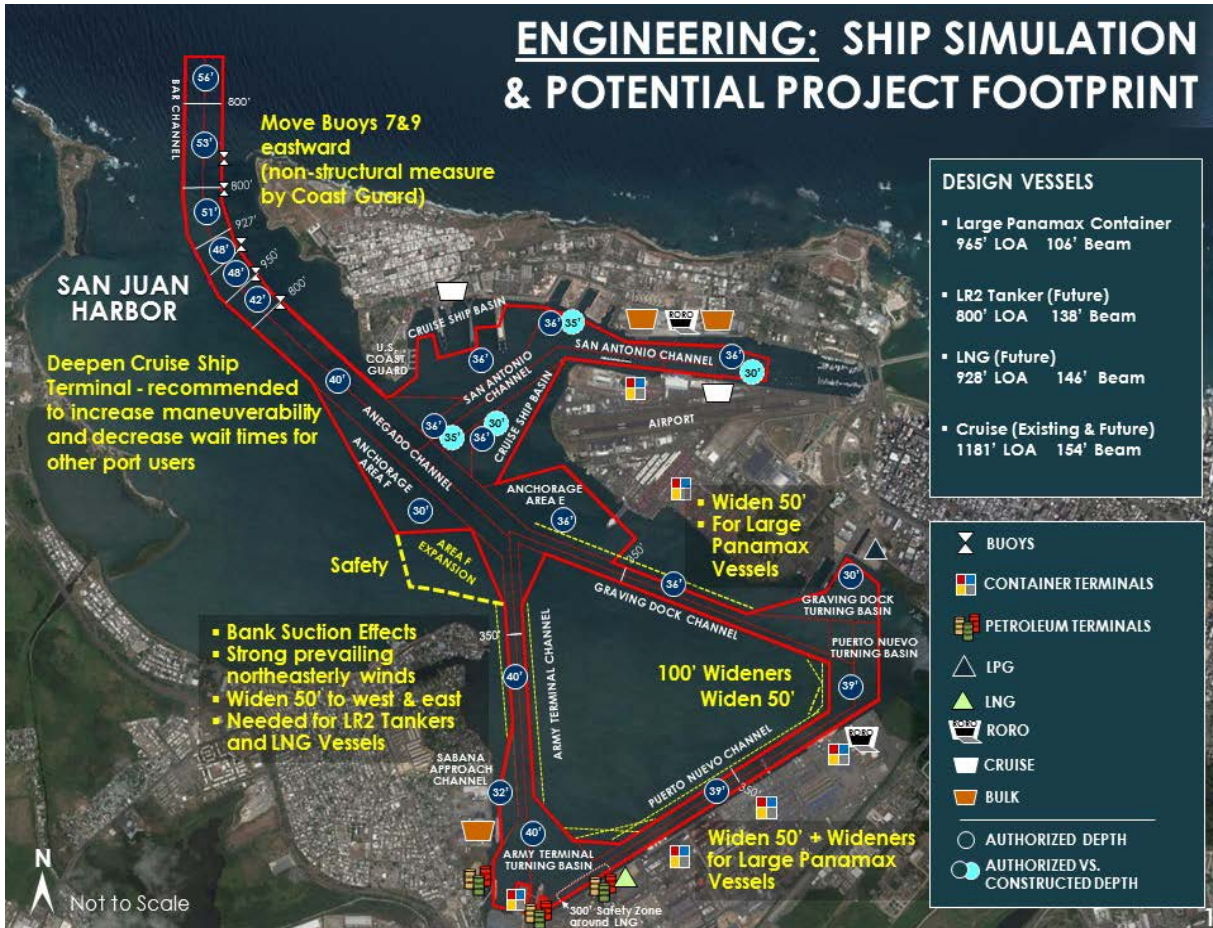 ENGINEERING: SHIP SIMULATION
& POTENTIAL PROJECT FOOTPRINT
56'
BAR CHANNEL
800'
53'
Move Buoys 7&9
eastward
(non-structural measure
by Coast Guard)
800'
51'
927'
48'
950'
48'
800'
42'
SAN JUAN
HARBOR
Deepen Cruise Ship
Terminal - recommended
to increase maneuverability
and decrease wait times for
other port users
U.S.
COAST
GUARD
CRUISE SHIP BASIN
36'
36'
35'
RORO
SAN ANTONIO CHANNEL
36'
30'
SAN ANTONIO
CHANNEL
CRUISE SHIP BASIN
AIRPORT
40'
36'
35'
30'
36'
ANEGADO CHANNEL
ANCHORAGE
AREA F
30'
ANCHORAGE
AREA E
36'
▪ Widen 50'
▪ For Large
Panamax
Vessels
Safety
AREA F
EXPANSION
350'
36'
GRAVING DOCK CHANNEL
30'
GRAVING DOCK
TURNING BASIN
PUERTO NUEVO
TURNING BASIN
39'
▪ Bank Suction Effects
▪ Strong prevailing
northeasterly winds
▪ Widen 50' to west & east
▪ Needed for LR2 Tankers
and LNG Vessels
350'
40'
ARMY TERMINAL CHANNEL
100' Wideners
Widen 50'
SABANA
APPROACH
CHANNEL
32'
PUERTO NUEVO CHANNEL
39'
350'
RORO
40'
ARMY TERMINAL
TURNING BASIN
Widen 50' + Wideners
for Large Panamax
Vessels
300' Safety Zone
around LNG
N
Not to Scale
DESIGN VESSELS
▪ Large Panamax Container
965' LOA 106' Beam
▪ LR2 Tanker (Future)
800' LOA 138' Beam
▪ LNG (Future)
928' LOA 146' Beam
▪ Cruise (Existing & Future)
1181' LOA 154' Beam
BUOYS
CONTAINER TERMINALS
PETROLEUM TERMINALS
LPG
LNG
RORO RORO
CRUISE
BULK
AUTHORIZED DEPTH
AUTHORIZED VS.
CONSTRUCTED DEPTH
1